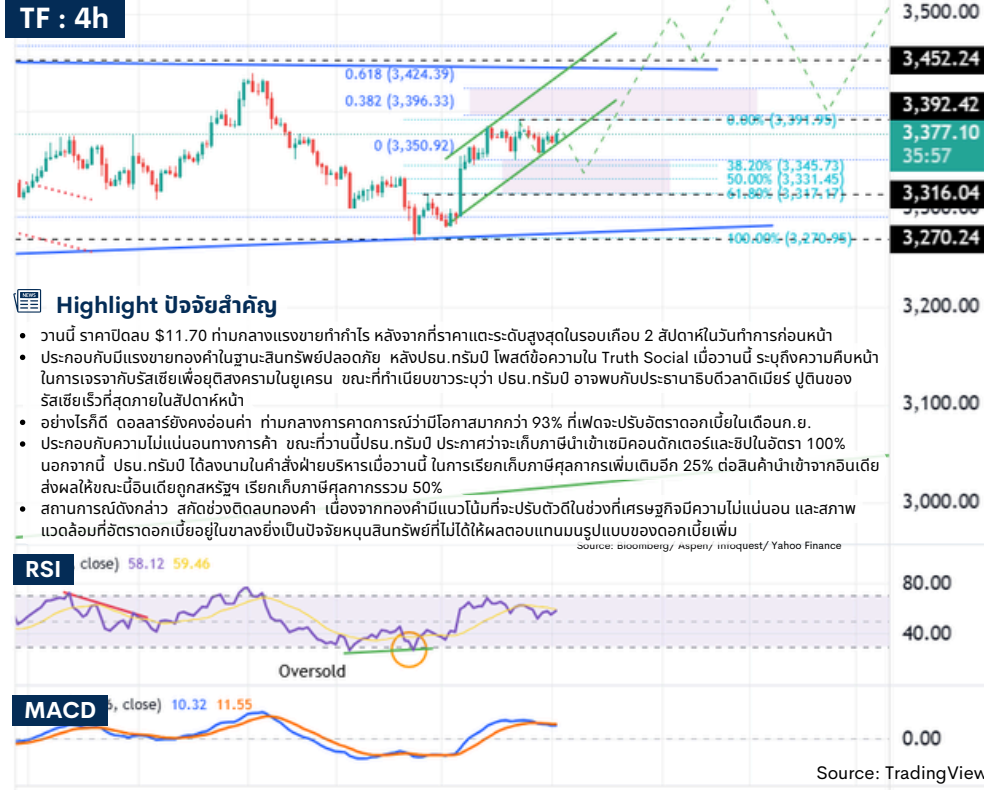 TF : 4h
3,500.00
3,452.24
0.618 (3,424.39)
0.382 (3,396.33)
3,392.42
0.00% (3,391.95)
3,377.10
35:57
0 (3,350.92)
38.20% (3,345.73)
50.00% (3,331.45)
61.80% (3,317.17)
3,316.04
3,300.00
100.00% (3,270.95)
3,270.24
NEWS
Highlight ปัจจัยสำคัญ
3,200.00
• วานนี้ ราคาปิดลบ $11.70 ท่ามกลางแรงขายทำกำไร หลังจากที่ราคาแตะระดับสูงสุดในรอบเกือบ 2 สัปดาห์ในวันทำการก่อนหน้า
• ประกอบกับมีแรงขายทองคำในฐานะสินทรัพย์ปลอดภัย หลังปธน.ทรัมป์ โพสต์ข้อความใน Truth Social เมื่อวานนี้ ระบุถึงความคืบหน้า
ในการเจรจากับรัสเซียเพื่อยุติสงครามในยูเครน ขณะที่ทำเนียบขาวระบุว่า ปธน.ทรัมป์ อาจพบกับประธานาธิบดีวลาดิเมียร์ ปูตินของ
รัสเซียเร็วที่สุดภายในสัปดาห์หน้า
3,100.00
• อย่างไรก็ดี ดอลลาร์ยังคงอ่อนค่า ท่ามกลางการคาดการณ์ว่ามีโอกาสมากกว่า 93% ที่เฟดจะปรับอัตราดอกเบี้ยในเดือนก.ย.
• ประกอบกับความไม่แน่นอนทางการค้า ขณะที่วานนี้ปธน.ทรัมป์ ประกาศว่าจะเก็บภาษีนำเข้าเซมิคอนดักเตอร์และชิปในอัตรา 100%
นอกจากนี้ ปธน.ทรัมป์ ได้ลงนามในคำสั่งฝ่ายบริหารเมื่อวานนี้ ในการเรียกเก็บภาษีศุลกากรเพิ่มเติมอีก 25% ต่อสินค้านำเข้าจากอินเดีย
ส่งผลให้ขณะนี้อินเดียถูกสหรัฐฯ เรียกเก็บภาษีศุลกากรรวม 50%
3,000.00
• สถานการณ์ดังกล่าว สกัดช่วงติดลบทองคำ เนื่องจากทองคำมีแนวโน้มที่จะปรับตัวดีในช่วงที่เศรษฐกิจมีความไม่แน่นอน และสภาพ
แวดล้อมที่อัตราดอกเบี้ยอยู่ในขาลงยิ่งเป็นปัจจัยหนุนสินทรัพย์ที่ไม่ได้ให้ผลตอบแทนบนรูปแบบของดอกเบี้ยเพิ่ม
Source: Bloomberg/ Aspen/ Infoquest/ Yahoo Finance
RSI
close) 58.12 59.46
80.00
40.00
Oversold
MACD
, close) 10.32 11.55
0.00
Source: TradingView